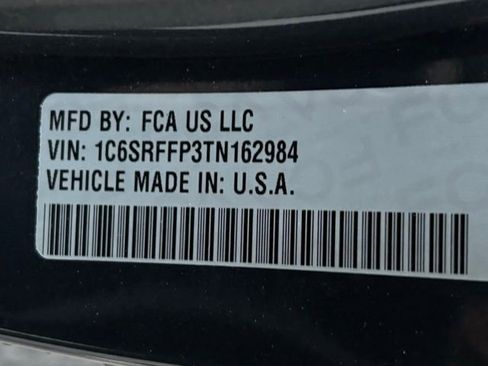 MFD BY: FCA US LLC
VIN: 1C6SRFFP3TN162984
VEHICLE MADE IN: U.S.A.